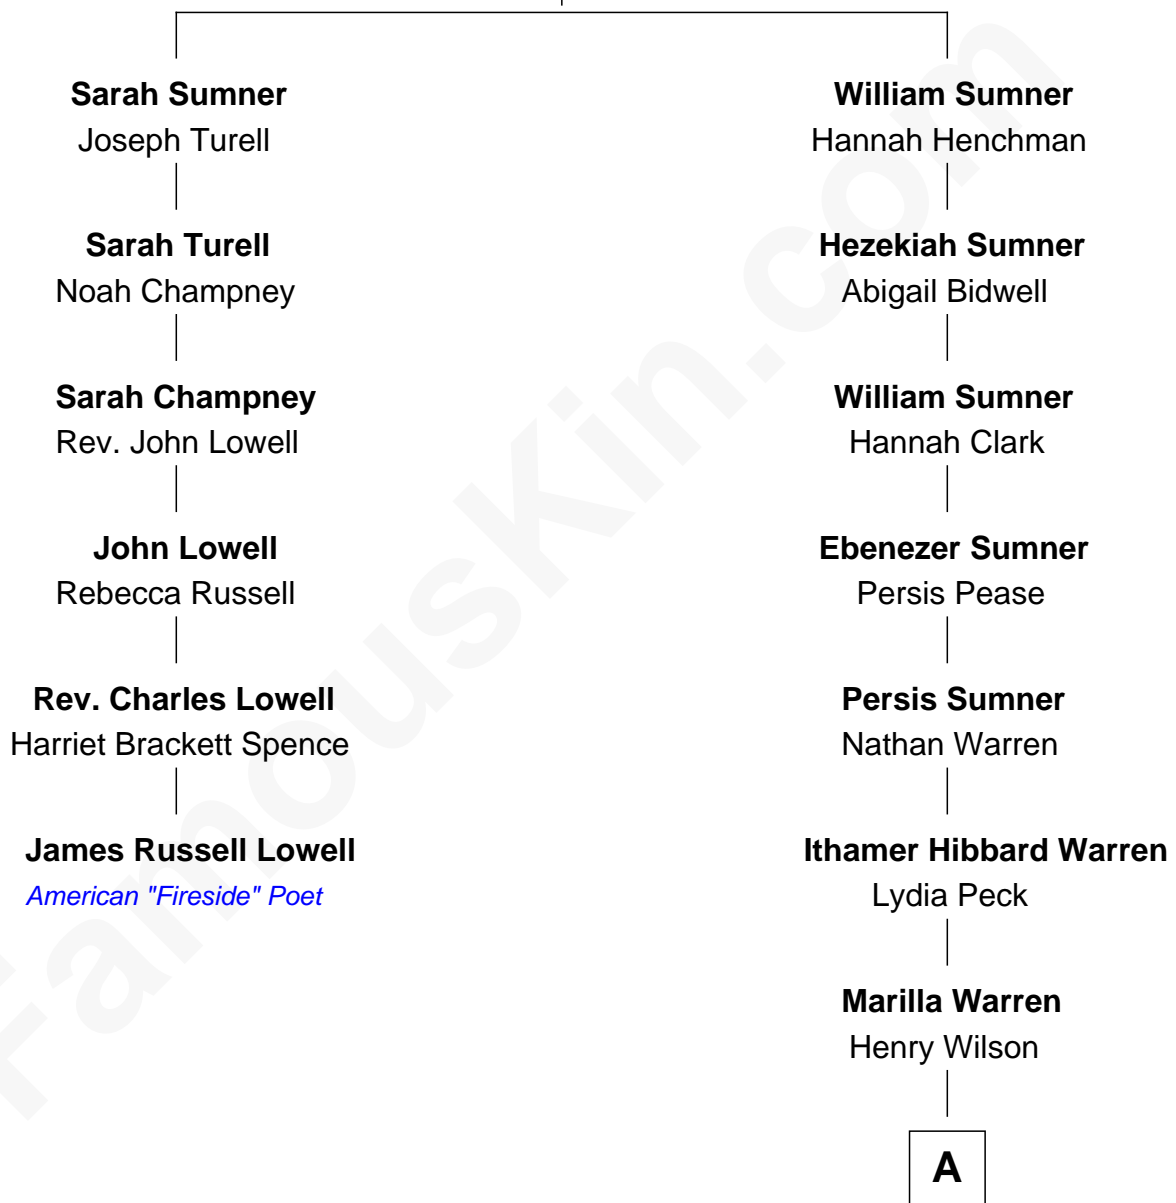 Sarah Sumner
Joseph Turell
Sarah Turell
Noah Champney
Sarah Champney
Rev. John Lowell
John Lowell
Rebecca Russell
Rev. Charles Lowell
Harriet Brackett Spence
James Russell Lowell
American "Fireside" Poet
William Sumner
Hannah Henchman
Hezekiah Sumner
Abigail Bidwell
William Sumner
Hannah Clark
Ebenezer Sumner
Persis Pease
Persis Sumner
Nathan Warren
Ithamer Hibbard Warren
Lydia Peck
Marilla Warren
Henry Wilson
A
FamousKin.com